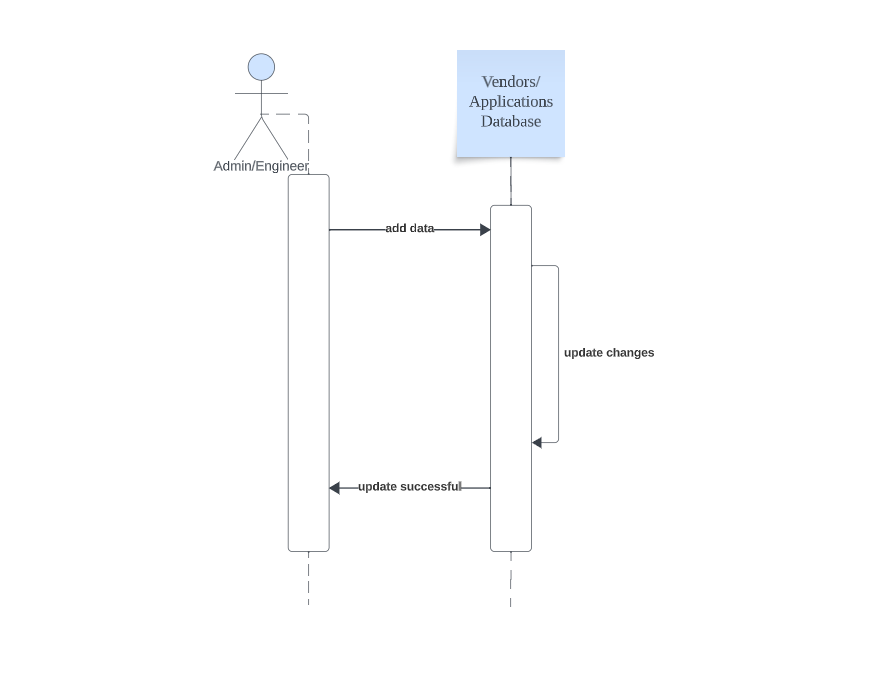 Vendors/
Applications
Database
Admin/Engineer
add data
update changes
update successful